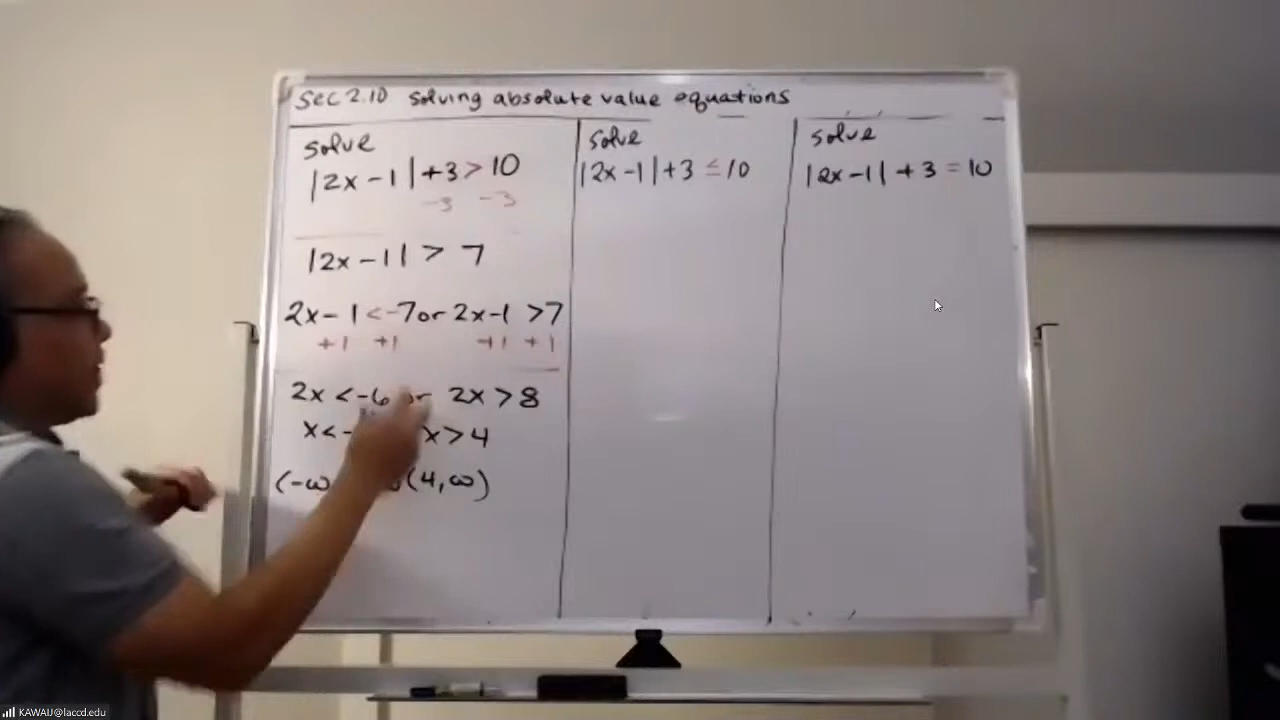 Sec 2.10 Solving absolute value equations
solve
|2x - 1| + 3 > 10
-3 -3
|2x - 1| > 7
2x - 1 < -7 or 2x - 1 > 7
+1 +1 +1 +1
2x < -6 or 2x > 8
x < - x > 4
(-∞ (4, ∞)
solve
|2x - 1| + 3 ≤ 10
solve
|2x - 1| + 3 = 10
KAWAIJ@laccd.edu